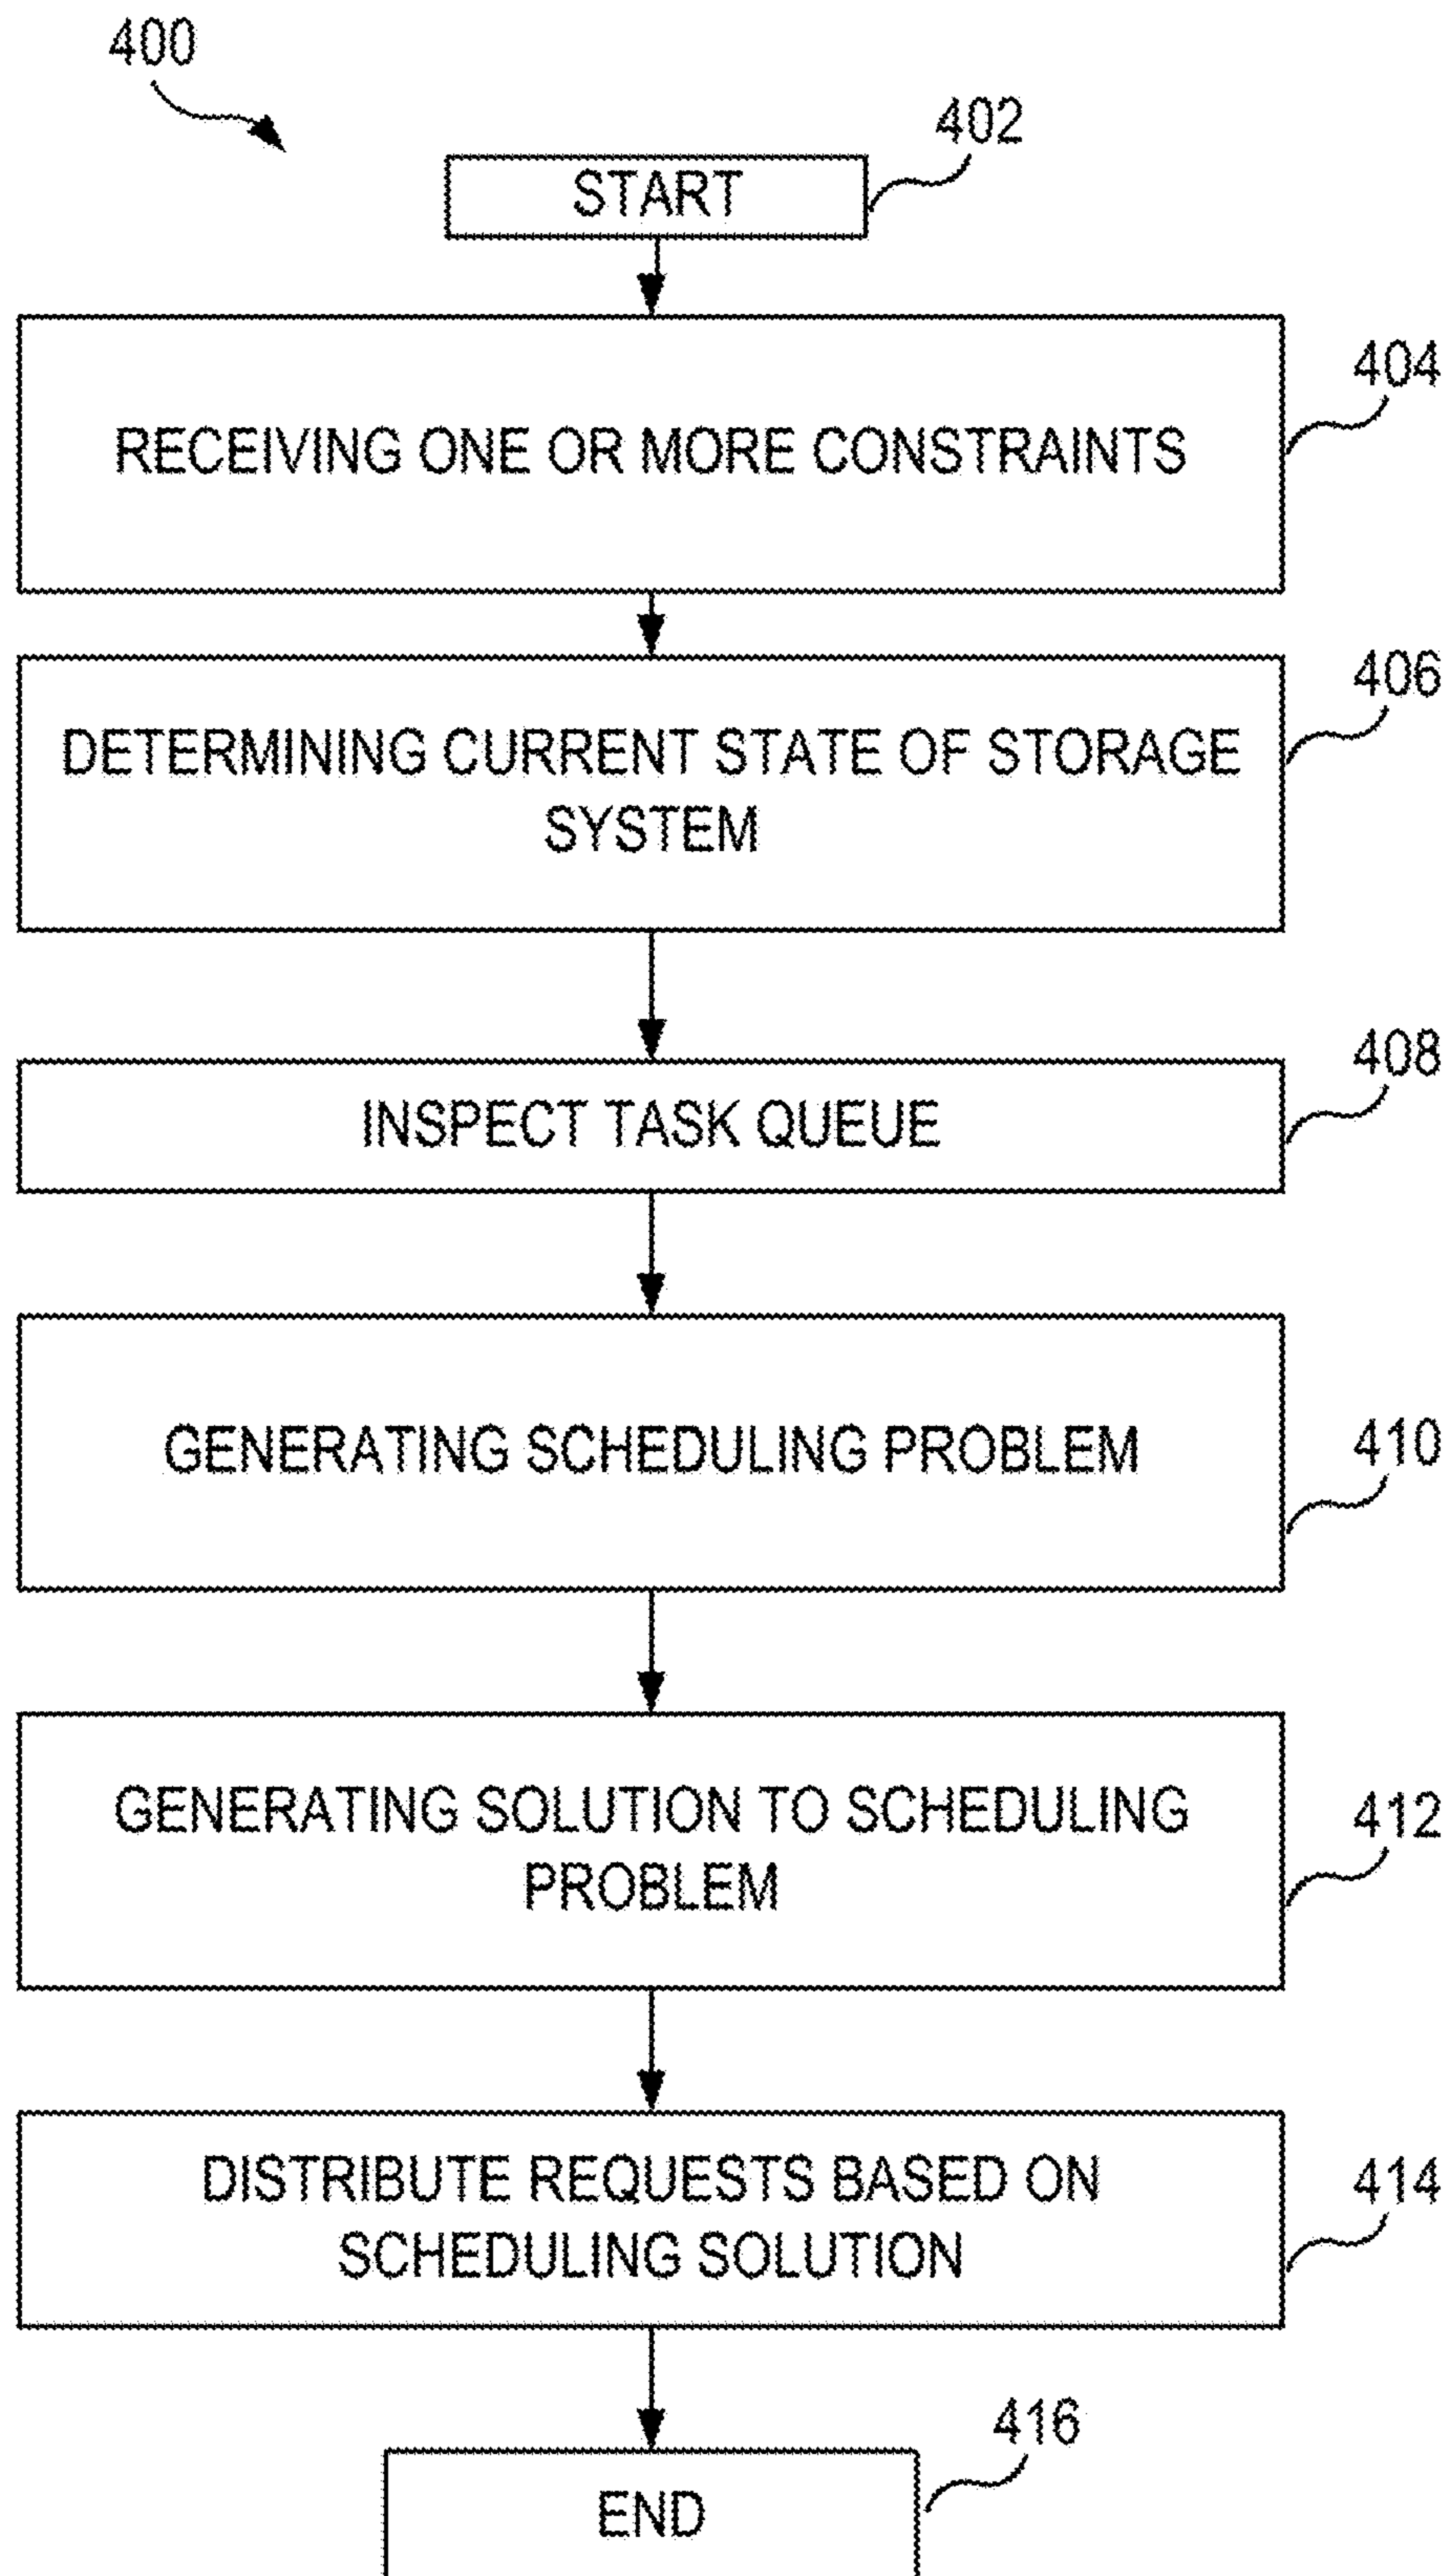 400
402
START
404
RECEIVING ONE OR MORE CONSTRAINTS
406
DETERMINING CURRENT STATE OF STORAGE
SYSTEM
408
INSPECT TASK QUEUE
GENERATING SCHEDULING PROBLEM
410
GENERATING SOLUTION TO SCHEDULING
412
PROBLEM
DISTRIBUTE REQUESTS BASED ON
414
SCHEDULING SOLUTION
416
END